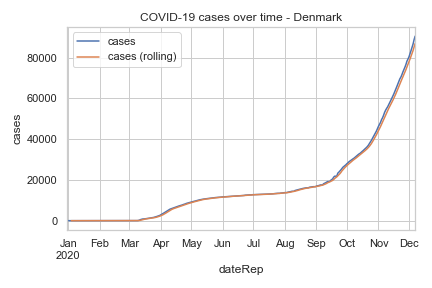 COVID-19 cases over time - Denmark
cases
cases (rolling)
80000
60000
40000
20000
0
cases
Jan Feb Mar Apr May Jun Jul Aug Sep Oct Nov Dec
2020
dateRep